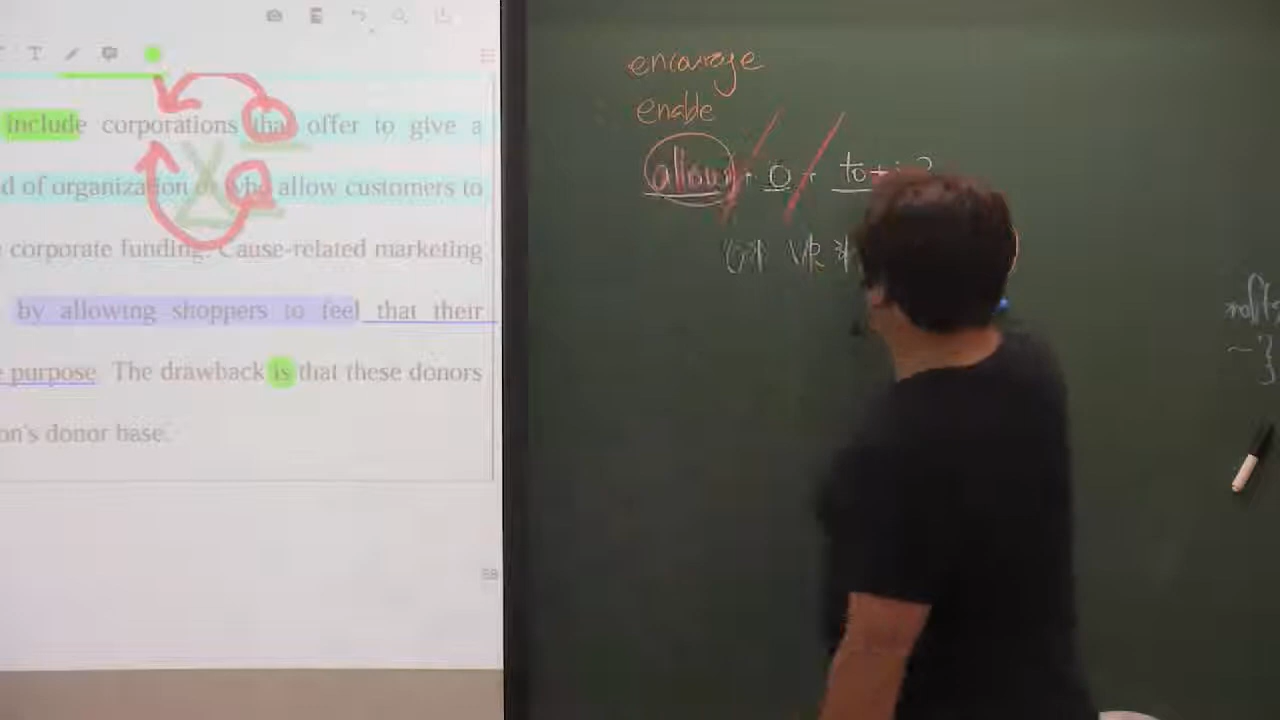 include corporations that offer to give a
d of organization or who allow customers to
e corporate funding. Cause-related marketing
by allowing shoppers to feel that their
e purpose. The drawback is that these donors
on's donor base.
encourage
enable
allow + O + to